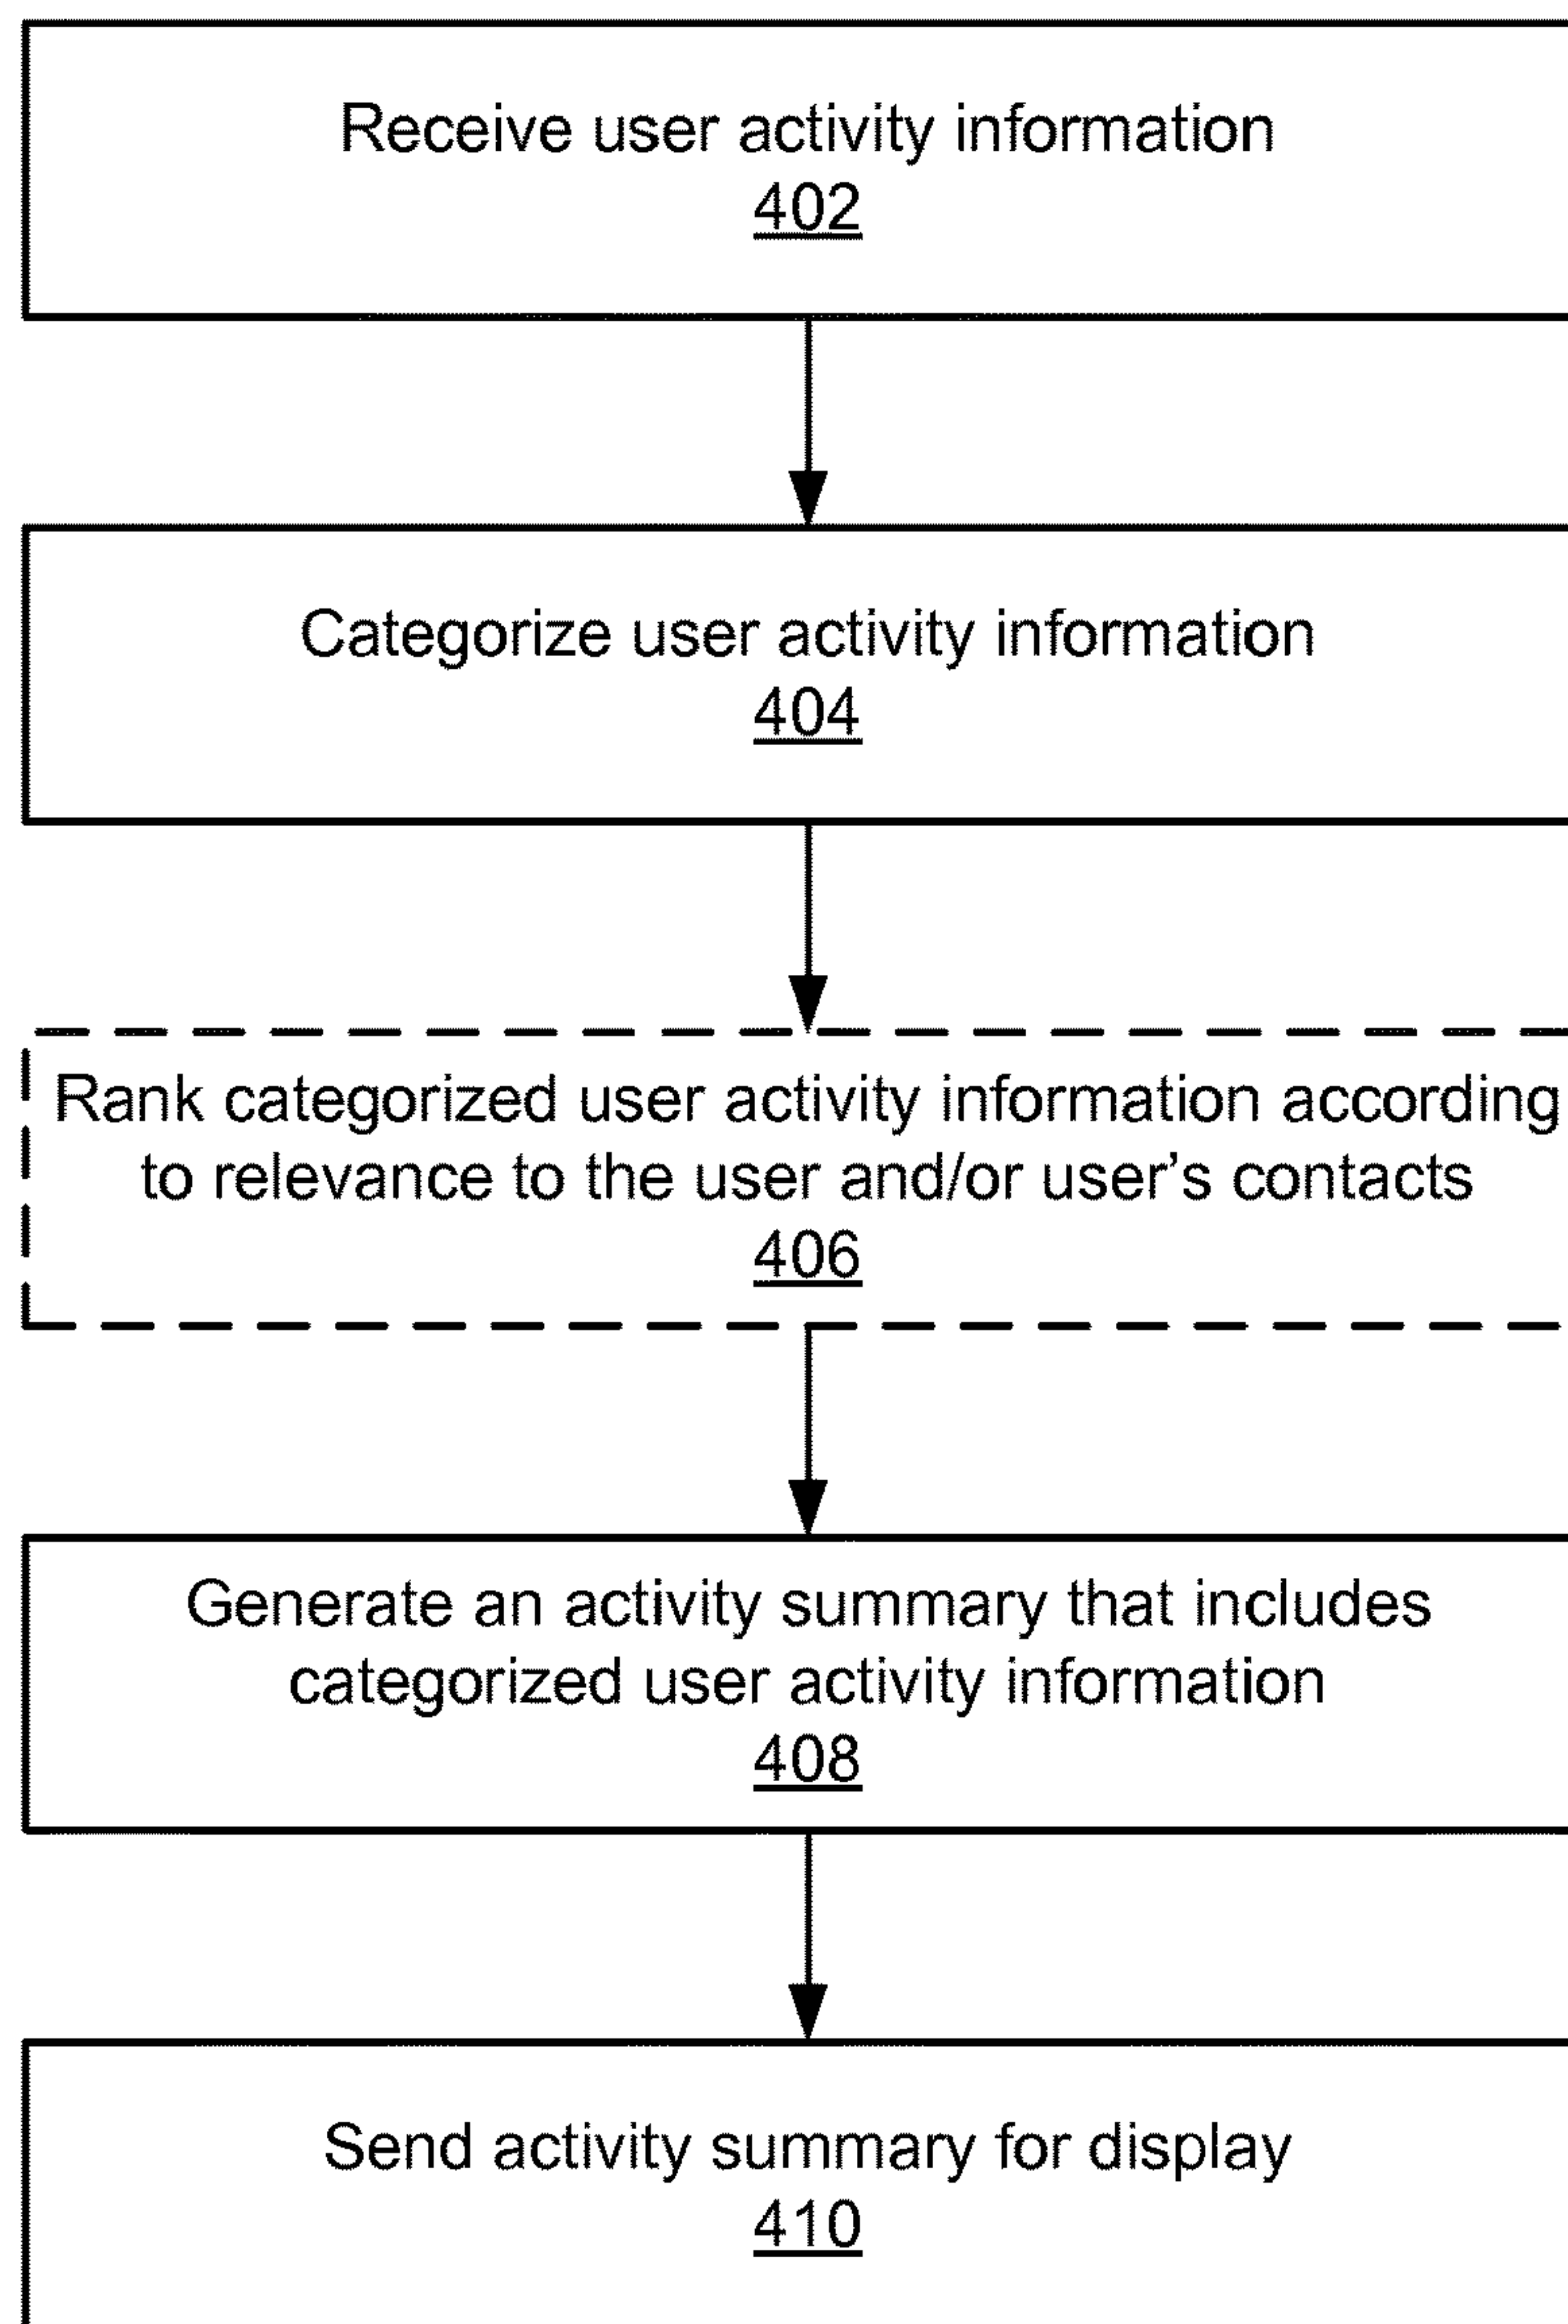 Receive user activity information
402
Categorize user activity information
404
Rank categorized user activity information according
to relevance to the user and/or user’s contacts
406
Generate an activity summary that includes
categorized user activity information
408
Send activity summary for display
410